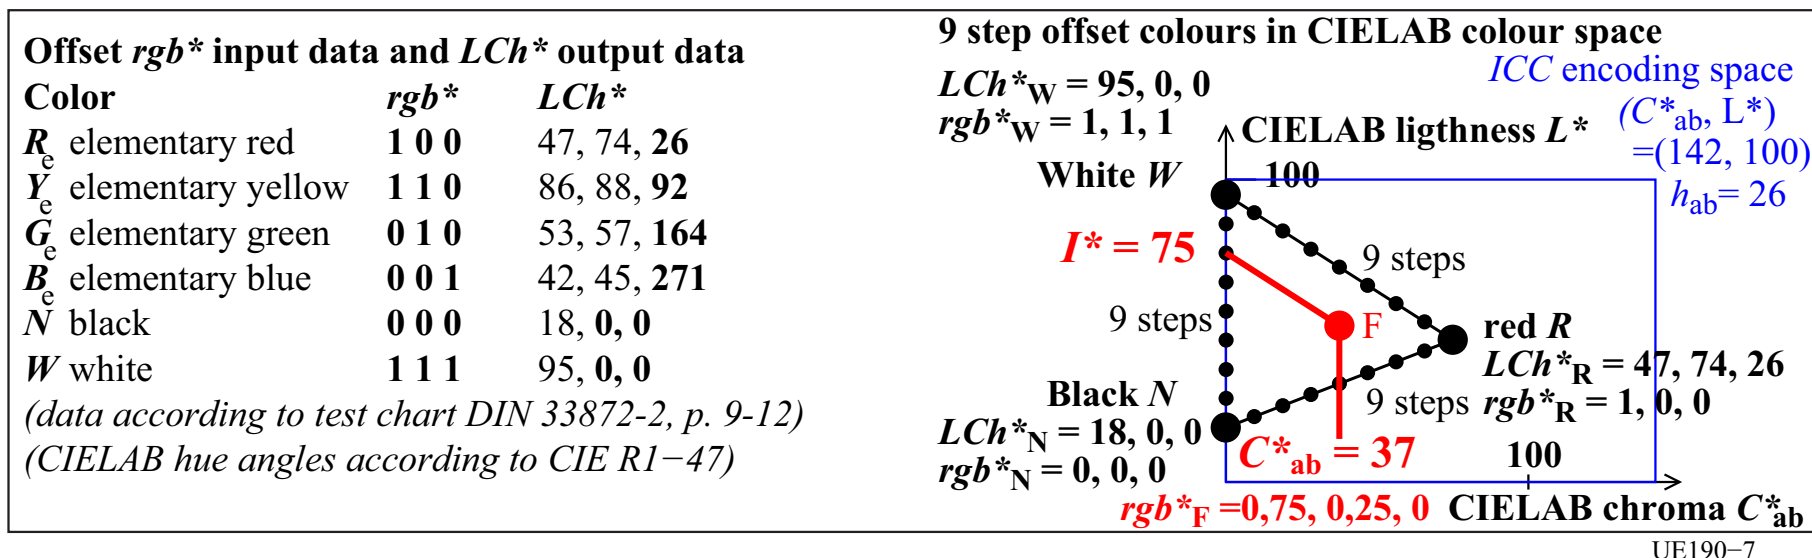 Offset rgb* input data and LCh* output data
Color rgb* LCh*
Re elementary red 1 0 0 47, 74, 26
Ye elementary yellow 1 1 0 86, 88, 92
Ge elementary green 0 1 0 53, 57, 164
Be elementary blue 0 0 1 42, 45, 271
N black 0 0 0 18, 0, 0
W white 1 1 1 95, 0, 0
(data according to test chart DIN 33872-2, p. 9-12)
(CIELAB hue angles according to CIE R1−47)
9 step offset colours in CIELAB colour space
LCh*W = 95, 0, 0
rgb*W = 1, 1, 1
ICC encoding space
(C*ab, L*)
=(142, 100)
hab= 26
CIELAB ligthness L*
White W
100
I* = 75
9 steps
9 steps
F
red R
LCh*R = 47, 74, 26
rgb*R = 1, 0, 0
Black N
9 steps
LCh*N = 18, 0, 0
rgb*N = 0, 0, 0
C*ab = 37
100
rgb*F =0,75, 0,25, 0
CIELAB chroma C*ab
UE190−7